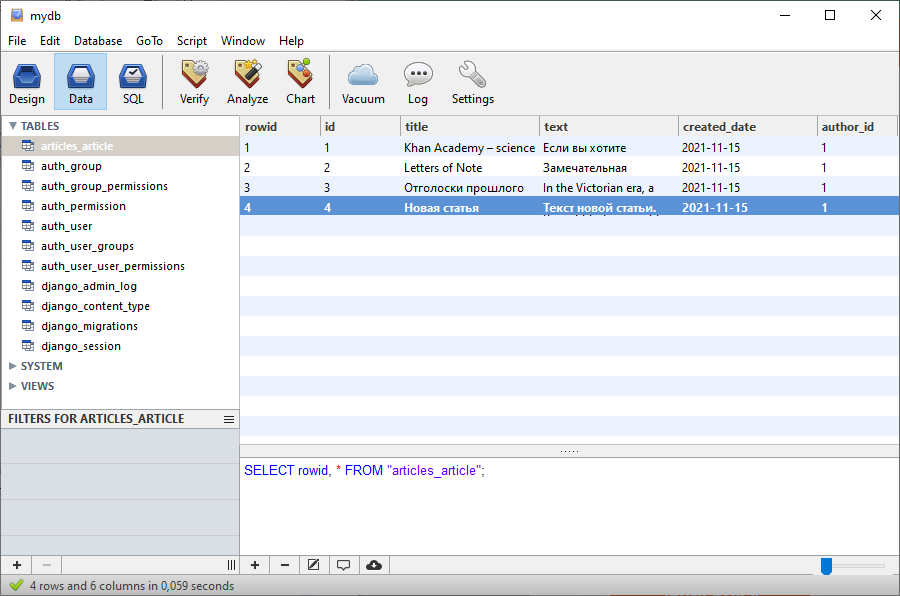 mydb
File Edit Database GoTo Script Window Help
Design Data SQL Verify Analyze Chart Vacuum Log Settings
TABLES
articles_article
auth_group
auth_group_permissions
auth_permission
auth_user
auth_user_groups
auth_user_user_permissions
django_admin_log
django_content_type
django_migrations
django_session
SYSTEM
VIEWS
FILTERS FOR ARTICLES_ARTICLE
rowid id title text created_date author_id
1 1 Khan Academy – science Если вы хотите 2021-11-15 1
2 2 Letters of Note Замечательная 2021-11-15 1
3 3 Отголоски прошлого In the Victorian era, a 2021-11-15 1
4 4 Новая статья Текст новой статьи. 2021-11-15 1
SELECT rowid, * FROM "articles_article";
4 rows and 6 columns in 0,059 seconds